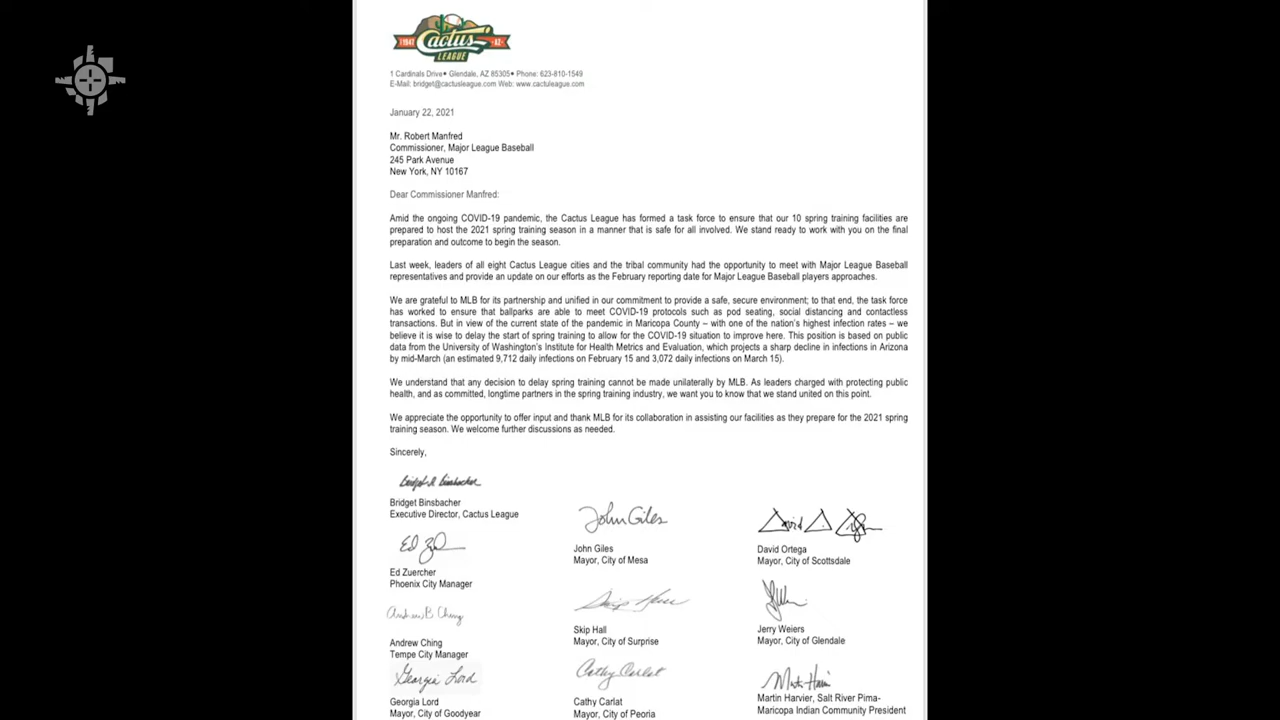 1947 Cactus AZ
LEAGUE
1 Cardinals Drive• Glendale, AZ 85305• Phone: 623-810-1549
E-Mail: bridget@cactusleague.com Web: www.cactuleague.com
January 22, 2021
Mr. Robert Manfred
Commissioner, Major League Baseball
245 Park Avenue
New York, NY 10167
Dear Commissioner Manfred:
Amid the ongoing COVID-19 pandemic, the Cactus League has formed a task force to ensure that our 10 spring training facilities are
prepared to host the 2021 spring training season in a manner that is safe for all involved. We stand ready to work with you on the final
preparation and outcome to begin the season.
Last week, leaders of all eight Cactus League cities and the tribal community had the opportunity to meet with Major League Baseball
representatives and provide an update on our efforts as the February reporting date for Major League Baseball players approaches.
We are grateful to MLB for its partnership and unified in our commitment to provide a safe, secure environment; to that end, the task force
has worked to ensure that ballparks are able to meet COVID-19 protocols such as pod seating, social distancing and contactless
transactions. But in view of the current state of the pandemic in Maricopa County – with one of the nation's highest infection rates – we
believe it is wise to delay the start of spring training to allow for the COVID-19 situation to improve here. This position is based on public
data from the University of Washington's Institute for Health Metrics and Evaluation, which projects a sharp decline in infections in Arizona
by mid-March (an estimated 9,712 daily infections on February 15 and 3,072 daily infections on March 15).
We understand that any decision to delay spring training cannot be made unilaterally by MLB. As leaders charged with protecting public
health, and as committed, longtime partners in the spring training industry, we want you to know that we stand united on this point.
We appreciate the opportunity to offer input and thank MLB for its collaboration in assisting our facilities as they prepare for the 2021 spring
training season. We welcome further discussions as needed.
Sincerely,
Bridget D. Binsbacher
Bridget Binsbacher
Executive Director, Cactus League
John Giles
John Giles
Mayor, City of Mesa
David
David Ortega
Mayor, City of Scottsdale
Ed
Ed Zuercher
Phoenix City Manager
Skip Hall
Skip Hall
Mayor, City of Surprise
Jerry Weiers
Mayor, City of Glendale
Andrew B Ching
Andrew Ching
Tempe City Manager
Georgia Lord
Georgia Lord
Mayor, City of Goodyear
Cathy Carlat
Cathy Carlat
Mayor, City of Peoria
Martin Harvier
Martin Harvier, Salt River Pima-
Maricopa Indian Community President